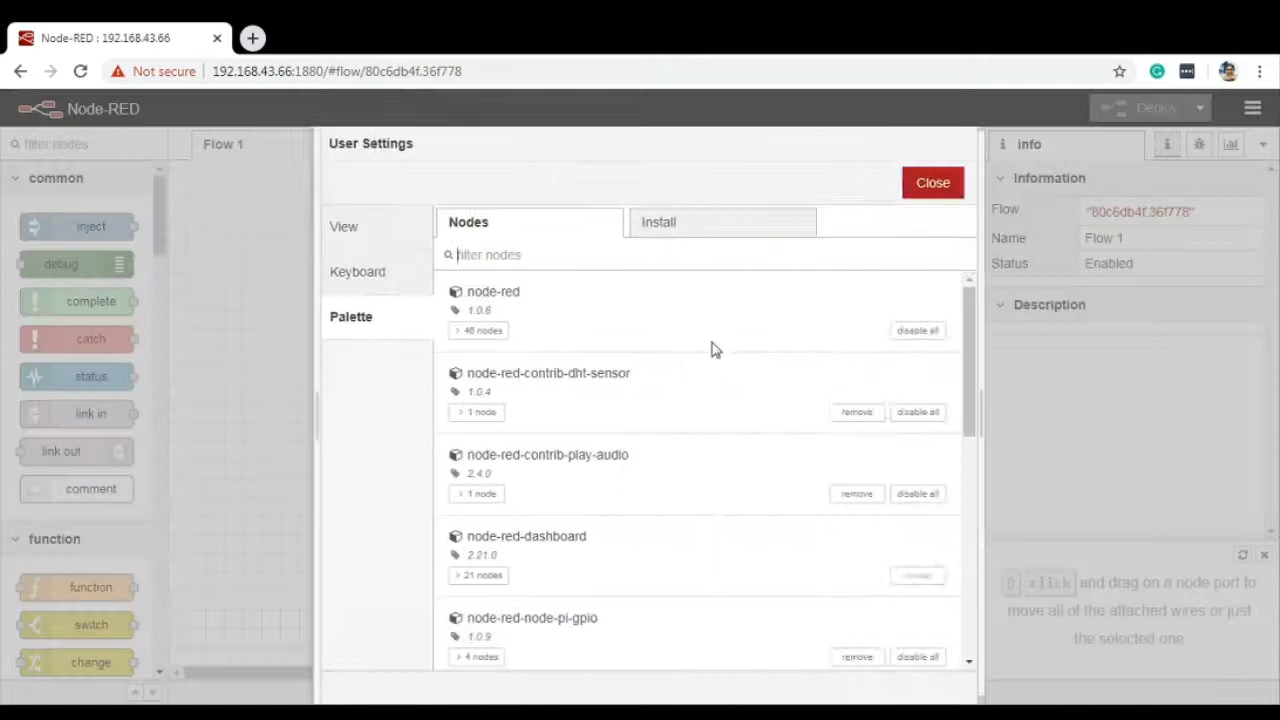 Node-RED : 192.168.43.66
Not secure 192.168.43.66:1880/#flow/80c6db4f.36f778
Node-RED
Deploy
filter nodes
Flow 1
common
inject
debug
complete
catch
status
link in
link out
comment
function
function
switch
change
User Settings
Close
View
Keyboard
Palette
Nodes
Install
filter nodes
node-red
1.0.6
46 nodes
disable all
node-red-contrib-dht-sensor
1.0.4
1 node
remove
disable all
node-red-contrib-play-audio
2.4.0
1 node
remove
disable all
node-red-dashboard
2.21.0
21 nodes
node-red-node-pi-gpio
1.0.9
4 nodes
remove
disable all
i info
Information
Flow "80c6db4f.36f778"
Name Flow 1
Status Enabled
Description
click and drag on a node port to
move all of the attached wires or just
the selected one